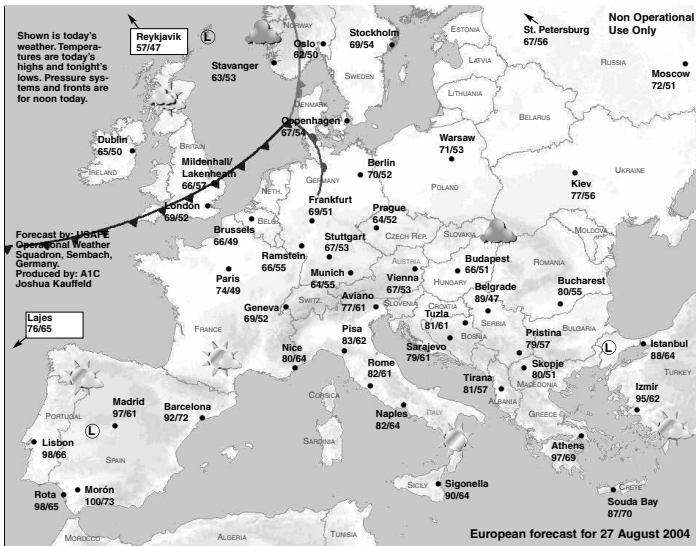 Shown is today's
weather. Tempera-
tures are today's
highs and tonight's
lows. Pressure sys-
tems and fronts are
for noon today.
Reykjavik
57/47
L
NORWAY
Oslo
62/50
Stockholm
69/54
Stavanger
63/53
SWEDEN
ESTONIA
LATVIA
LITHUANIA
St. Petersburg
67/56
Non Operational
Use Only
RUSSIA
Moscow
72/51
BELARUS
DENMARK
Copenhagen
67/54
Dublin
65/50
IRELAND
BRITAIN
Mildenhall/
Lakenheath
66/57
London
69/52
NETH.
GERMANY
Berlin
70/52
Warsaw
71/53
POLAND
Kiev
77/56
UKRAINE
Frankfurt
69/51
Prague
64/52
CZECH REP.
Brussels
66/49
BELG.
Forecast by: USAFE
Operational Weather
Squadron, Sembach,
Germany.
Produced by: A1C
Joshua Kauffeld
Ramstein
66/55
Stuttgart
67/53
SLOVAKIA
MOLDOVA
Paris
74/49
Munich
64/55
AUSTRIA
Vienna
67/53
Budapest
66/51
HUNGARY
ROMANIA
Geneva
69/52
SWITZ.
Aviano
77/61
SLOVENIA
CROATIA
Belgrade
89/47
Bucharest
80/55
Lajes
76/65
FRANCE
Tuzla
81/61
BOSNIA
SERBIA
Pisa
83/62
Sarajevo
79/61
Pristina
79/57
BULGARIA
Nice
80/64
L
Istanbul
88/64
Rome
82/61
Skopje
80/51
MACEDONIA
TURKEY
Tirana
81/57
ALBANIA
Izmir
95/62
Madrid
97/61
Barcelona
92/72
CORSICA
Naples
82/64
ITALY
GREECE
PORTUGAL
L
Lisbon
98/66
SPAIN
SARDINIA
Athens
97/69
Rota
98/65
Morón
100/73
SICILY
Sigonella
90/64
CRETE
Souda Bay
87/70
MOROCCO
ALGERIA
TUNISIA
European forecast for 27 August 2004